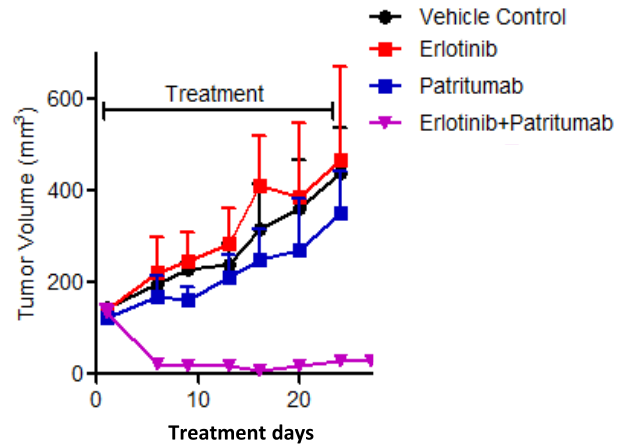 Vehicle Control
Erlotinib
Patritumab
Erlotinib+Patritumab
Treatment
Tumor Volume (mm³)
600
400
200
0
0 10 20
Treatment days